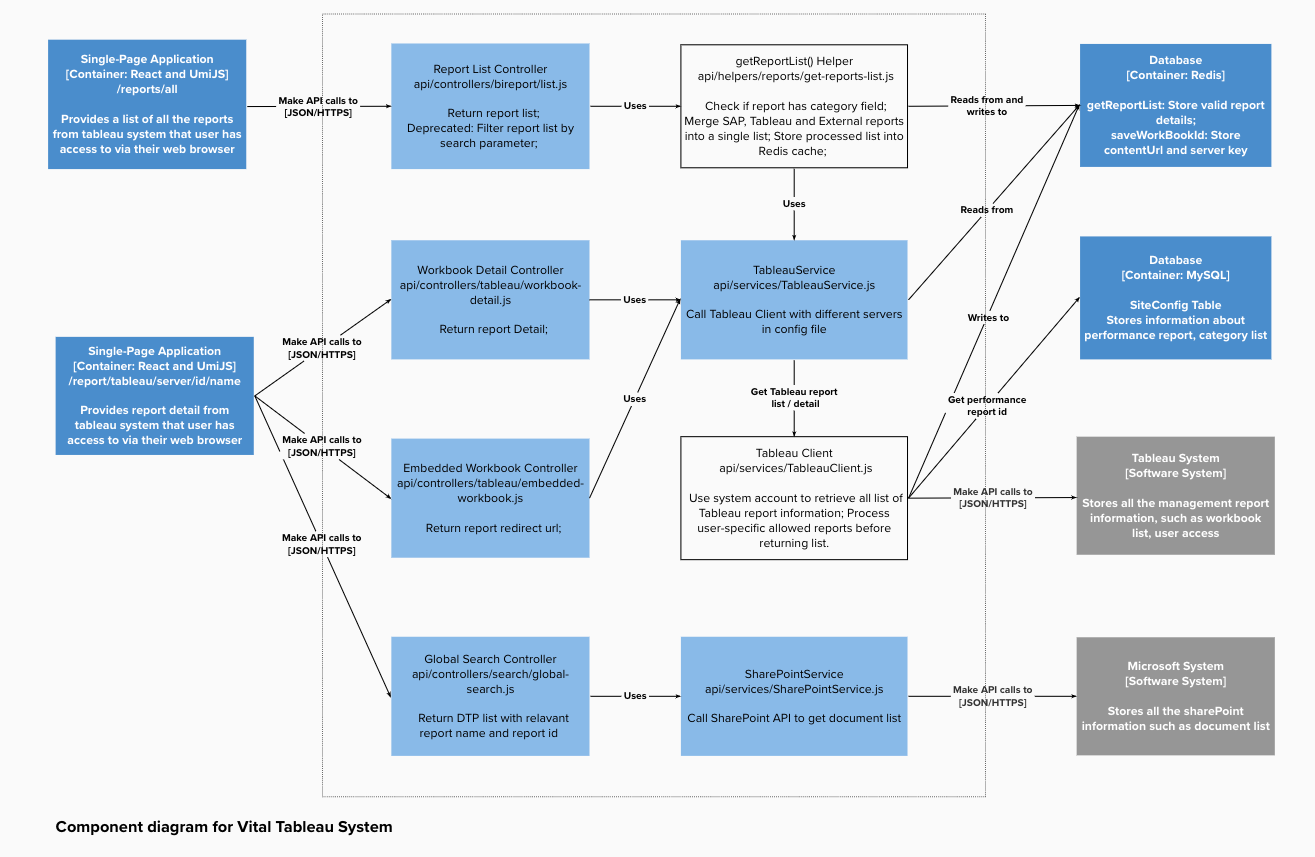 Single-Page Application
[Container: React and UmiJS]
/reports/all
Provides a list of all the reports
from tableau system that user has
access to via their web browser
Make API calls to
[JSON/HTTPS]
Report List Controller
api/controllers/bireport/list.js
Return report list;
Deprecated: Filter report list by
search parameter;
Uses
getReportList() Helper
api/helpers/reports/get-reports-list.js
Check if report has category field;
Merge SAP, Tableau and External reports
into a single list; Store processed list into
Redis cache;
Reads from and
writes to
Database
[Container: Redis]
getReportList: Store valid report
details;
saveWorkBookId: Store
contentUrl and server key
Uses
Reads from
Workbook Detail Controller
api/controllers/tableau/workbook-
detail.js
Return report Detail;
Uses
TableauService
api/services/TableauService.js
Call Tableau Client with different servers
in config file
Writes to
Database
[Container: MySQL]
SiteConfig Table
Stores information about
performance report, category list
Single-Page Application
[Container: React and UmiJS]
/report/tableau/server/id/name
Provides report detail from
tableau system that user has
access to via their web browser
Make API calls to
[JSON/HTTPS]
Make API calls to
[JSON/HTTPS]
Make API calls to
[JSON/HTTPS]
Uses
Get Tableau report
list / detail
Get performance
report id
Embedded Workbook Controller
api/controllers/tableau/embedded-
workbook.js
Return report redirect url;
Tableau Client
api/services/TableauClient.js
Use system account to retrieve all list of
Tableau report information; Process
user-specific allowed reports before
returning list.
Make API calls to
[JSON/HTTPS]
Tableau System
[Software System]
Stores all the management report
information, such as workbook
list, user access
Global Search Controller
api/controllers/search/global-
search.js
Return DTP list with relavant
report name and report id
Uses
SharePointService
api/services/SharePointService.js
Call SharePoint API to get document list
Make API calls to
[JSON/HTTPS]
Microsoft System
[Software System]
Stores all the sharePoint
information such as document list
Component diagram for Vital Tableau System